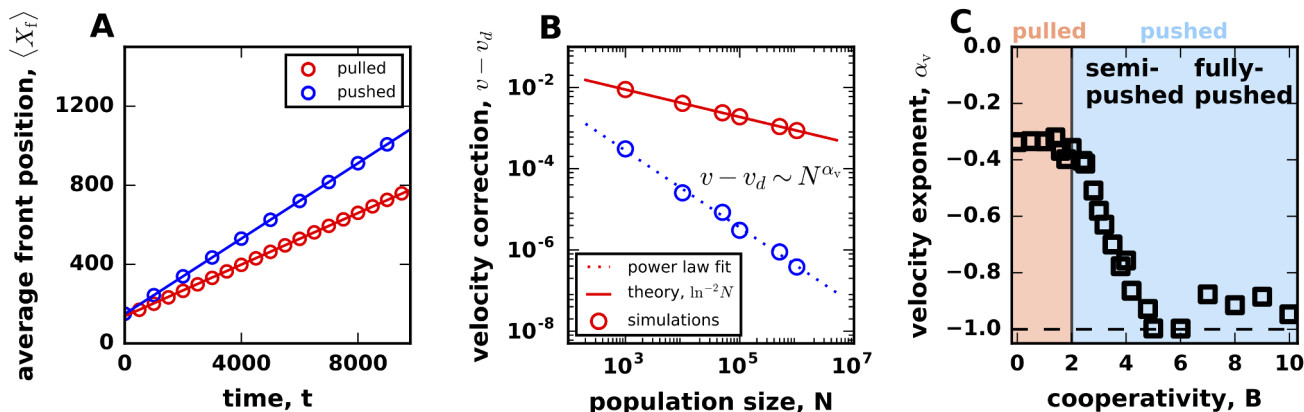 A
average front position, ⟨X_f⟩
1200
800
400
0
pulled
pushed
0
4000
8000
time, t
B
velocity correction, v − v_d
10^-2
10^-4
10^-6
10^-8
v − v_d ∼ N^{α_v}
power law fit
theory, ln^-2 N
simulations
10^3
10^5
10^7
population size, N
C
pulled
pushed
velocity exponent, α_v
0.0
−0.2
−0.4
−0.6
−0.8
−1.0
semi-
pushed
fully-
pushed
0
2
4
6
8
10
cooperativity, B